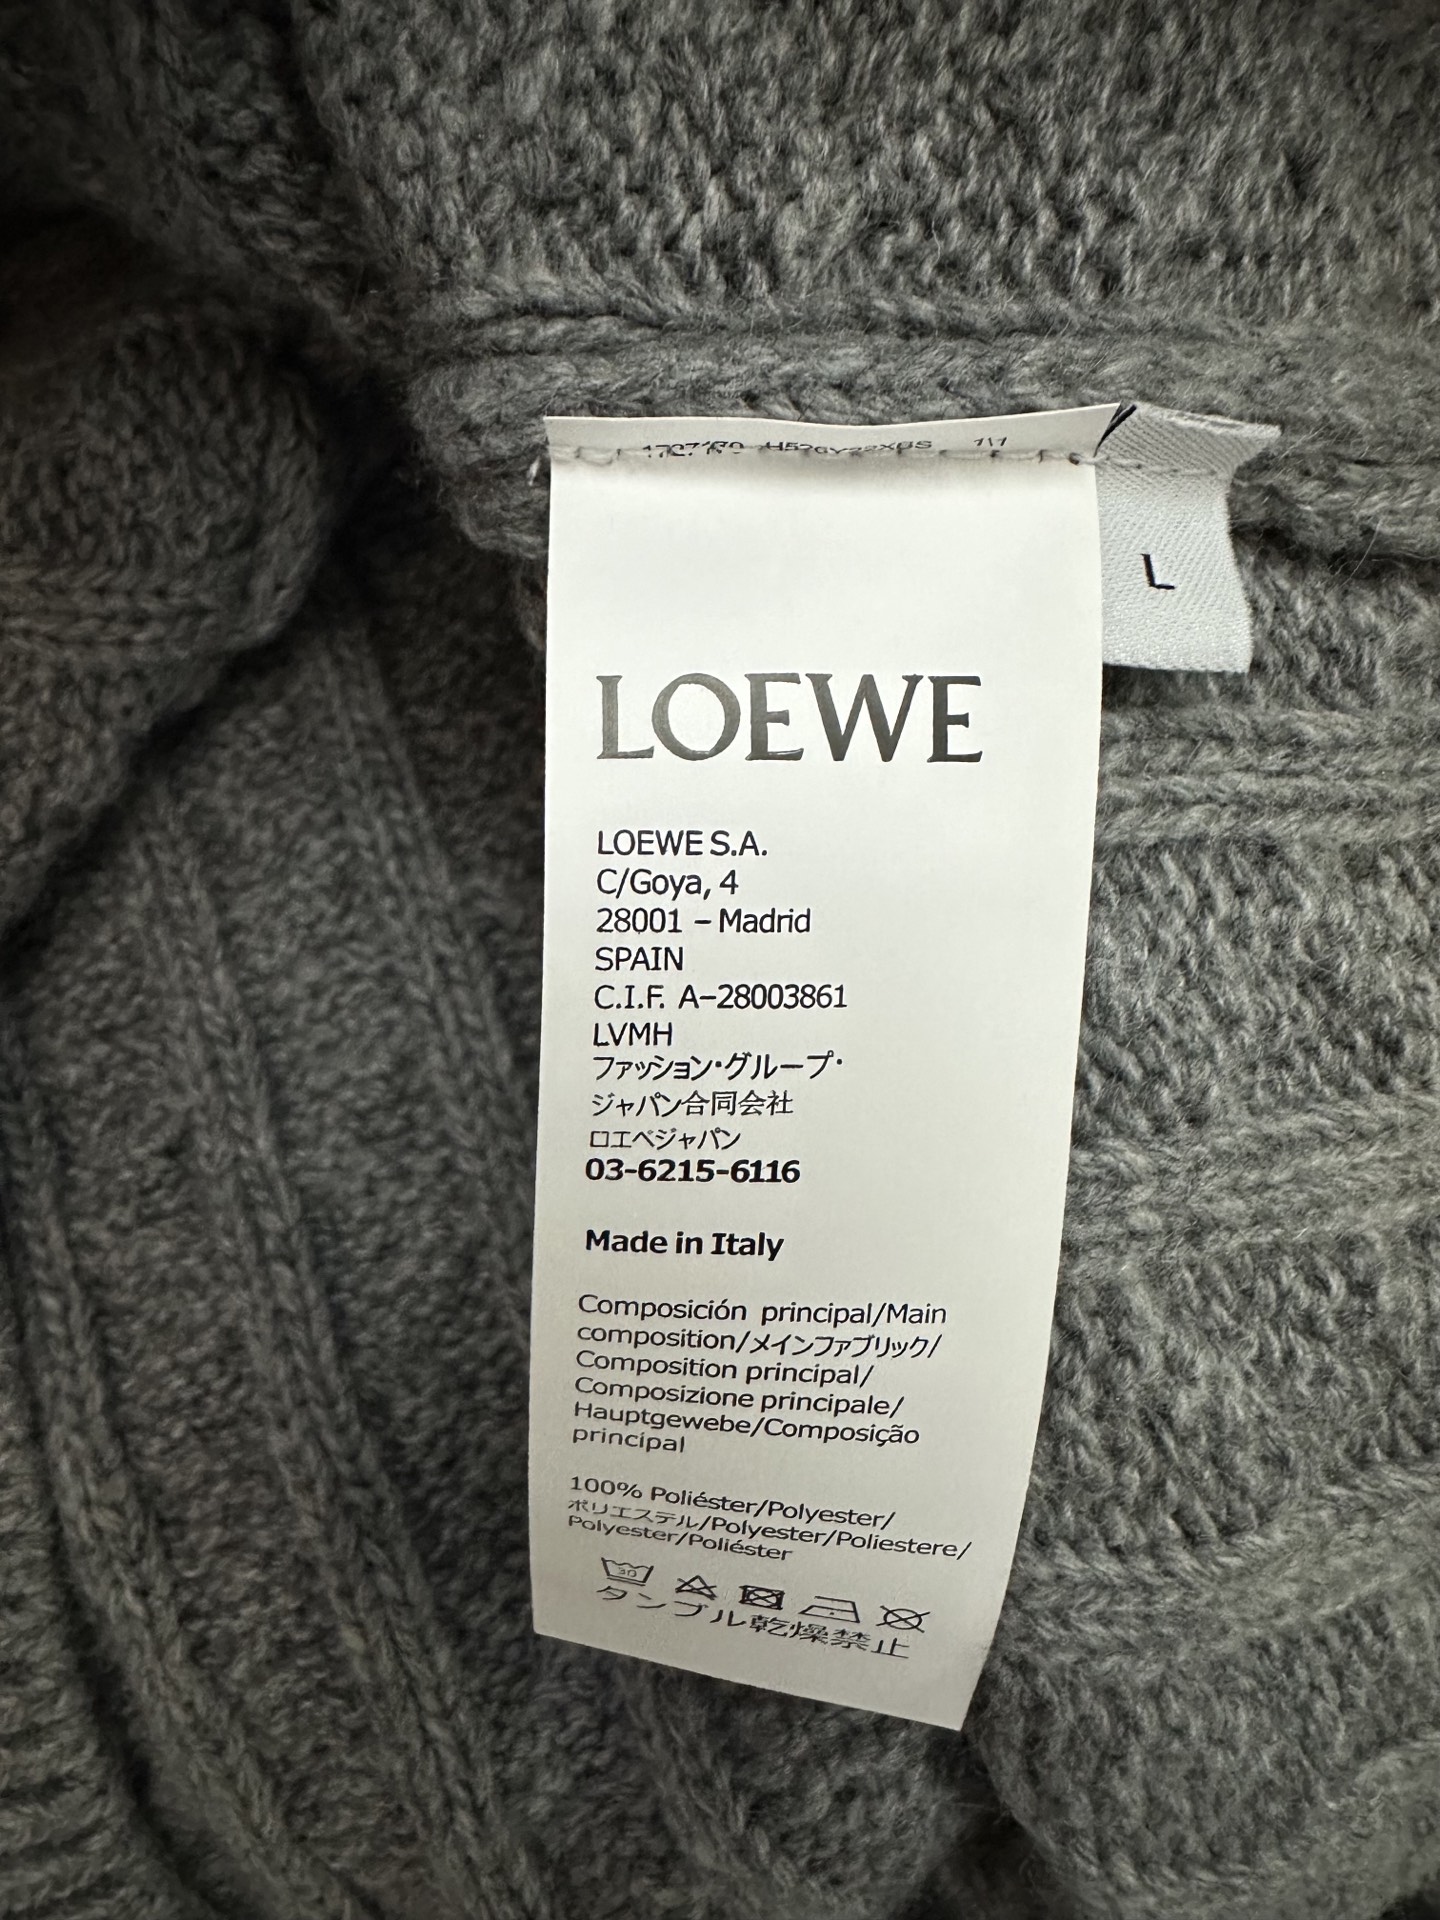 1\1
L
LOEWE
LOEWE S.A.
C/Goya, 4
28001 – Madrid
SPAIN
C.I.F. A–28003861
LVMH
ファッション・グループ・
ジャパン合同会社
ロエベジャパン
03-6215-6116
Made in Italy
Composición principal/Main
composition/メインファブリック/
Composition principal/
Composizione principale/
Hauptgewebe/Composição
principal
100% Poliéster/Polyester/
ポリエステル/Polyester/Poliestere/
Polyester/Poliéster
30
タンブル乾燥禁止